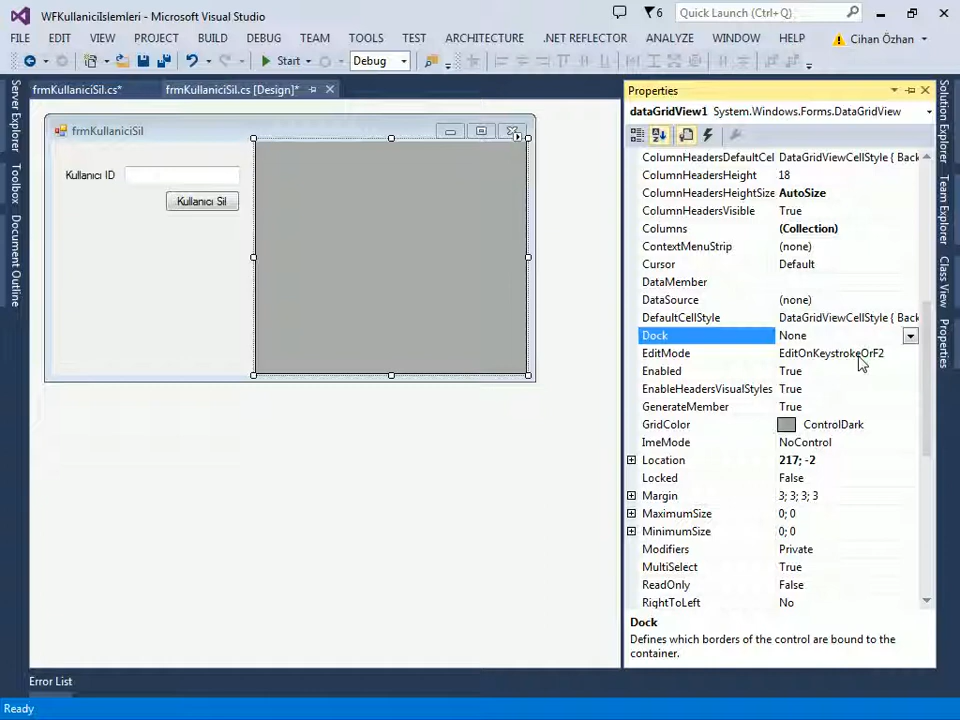 WFKullaniciIslemleri - Microsoft Visual Studio
6
Quick Launch (Ctrl+Q)
FILE EDIT VIEW PROJECT BUILD DEBUG TEAM TOOLS TEST ARCHITECTURE .NET REFLECTOR ANALYZE WINDOW HELP Cihan Özhan
Start Debug
frmKullaniciSil.cs* frmKullaniciSil.cs [Design]*
Server Explorer
Toolbox
Document Outline
frmKullaniciSil
Kullanıcı ID
Kullanıcı Sil
Properties
dataGridView1 System.Windows.Forms.DataGridView
ColumnHeadersDefaultCel DataGridViewCellStyle { Back
ColumnHeadersHeight 18
ColumnHeadersHeightSize AutoSize
ColumnHeadersVisible True
Columns (Collection)
ContextMenuStrip (none)
Cursor Default
DataMember
DataSource (none)
DefaultCellStyle DataGridViewCellStyle { Back
Dock None
EditMode EditOnKeystrokeOrF2
Enabled True
EnableHeadersVisualStyles True
GenerateMember True
GridColor ControlDark
ImeMode NoControl
Location 217; -2
Locked False
Margin 3; 3; 3; 3
MaximumSize 0; 0
MinimumSize 0; 0
Modifiers Private
MultiSelect True
ReadOnly False
RightToLeft No
Dock
Defines which borders of the control are bound to the
container.
Solution Explorer
Team Explorer
Class View
Properties
Error List
Ready